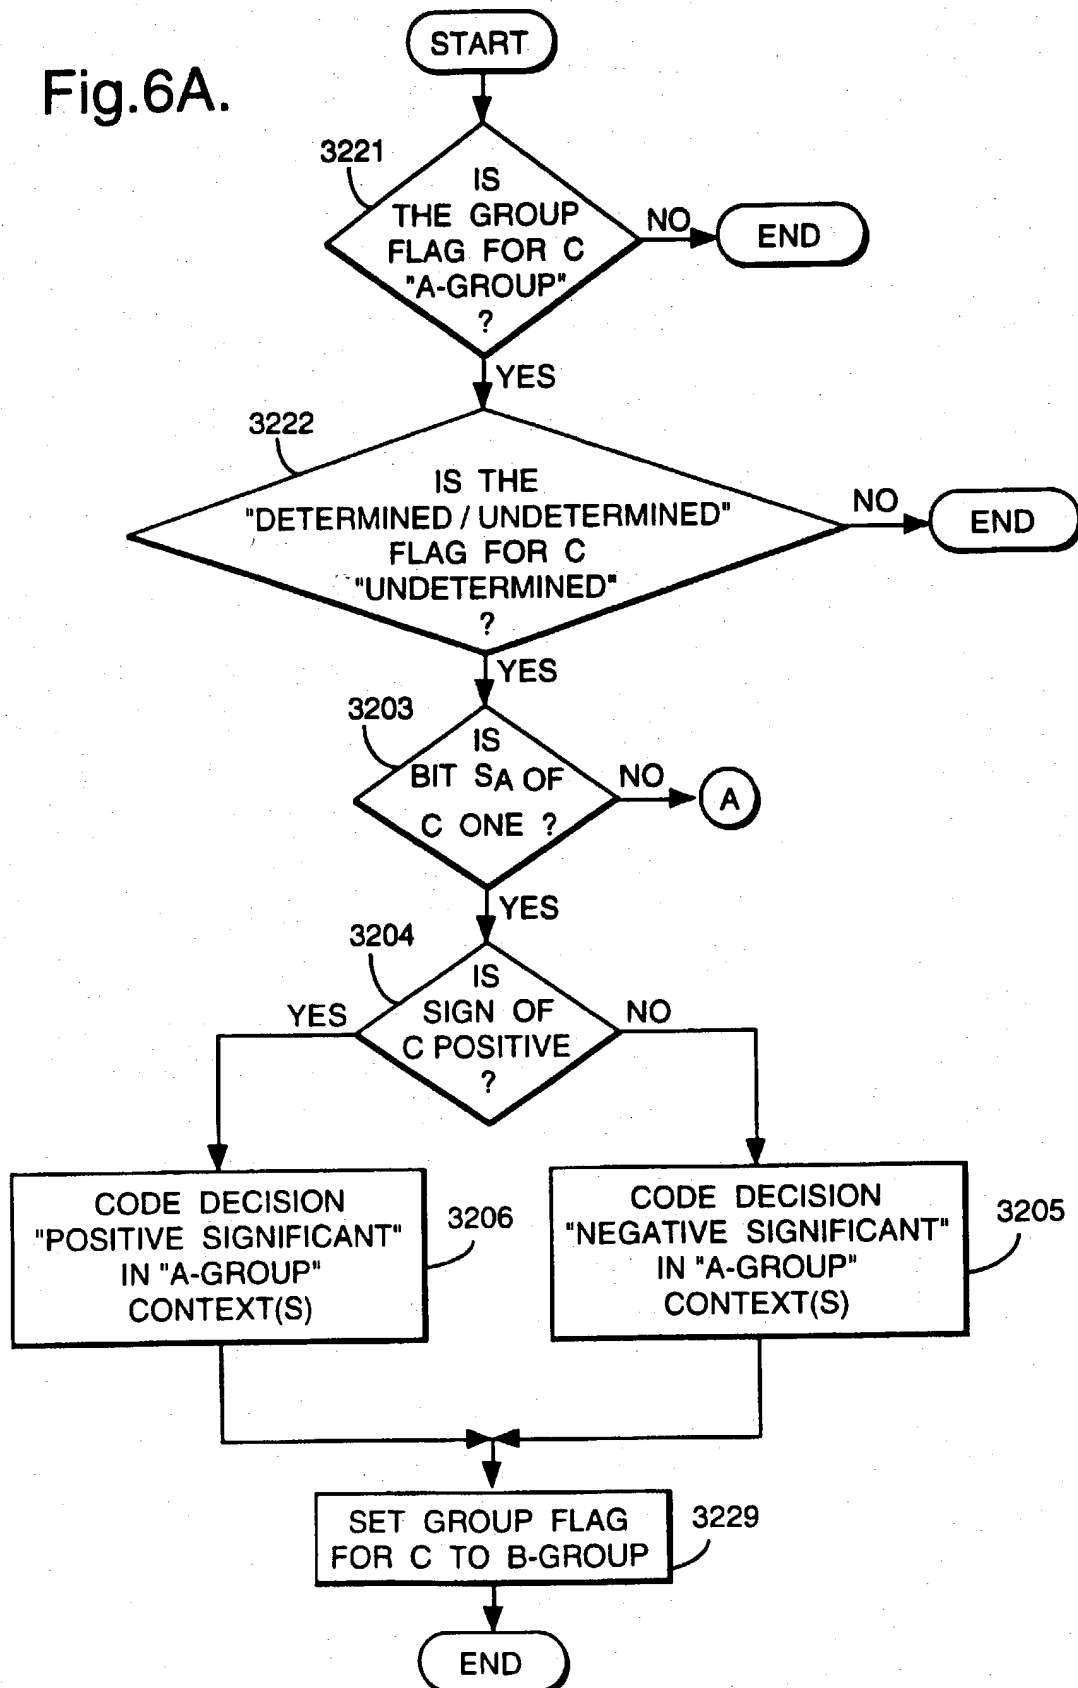 START
Fig.6A.
3221
IS
THE GROUP
FLAG FOR C
"A-GROUP"
?
NO
END
YES
3222
IS THE
"DETERMINED / UNDETERMINED"
FLAG FOR C
"UNDETERMINED"
?
NO
END
YES
3203
IS
BIT SA OF
C ONE ?
NO
A
YES
3204
IS
SIGN OF
C POSITIVE
?
YES
NO
CODE DECISION
"POSITIVE SIGNIFICANT"
IN "A-GROUP"
CONTEXT(S)
3206
CODE DECISION
"NEGATIVE SIGNIFICANT"
IN "A-GROUP"
CONTEXT(S)
3205
SET GROUP FLAG
FOR C TO B-GROUP
3229
END